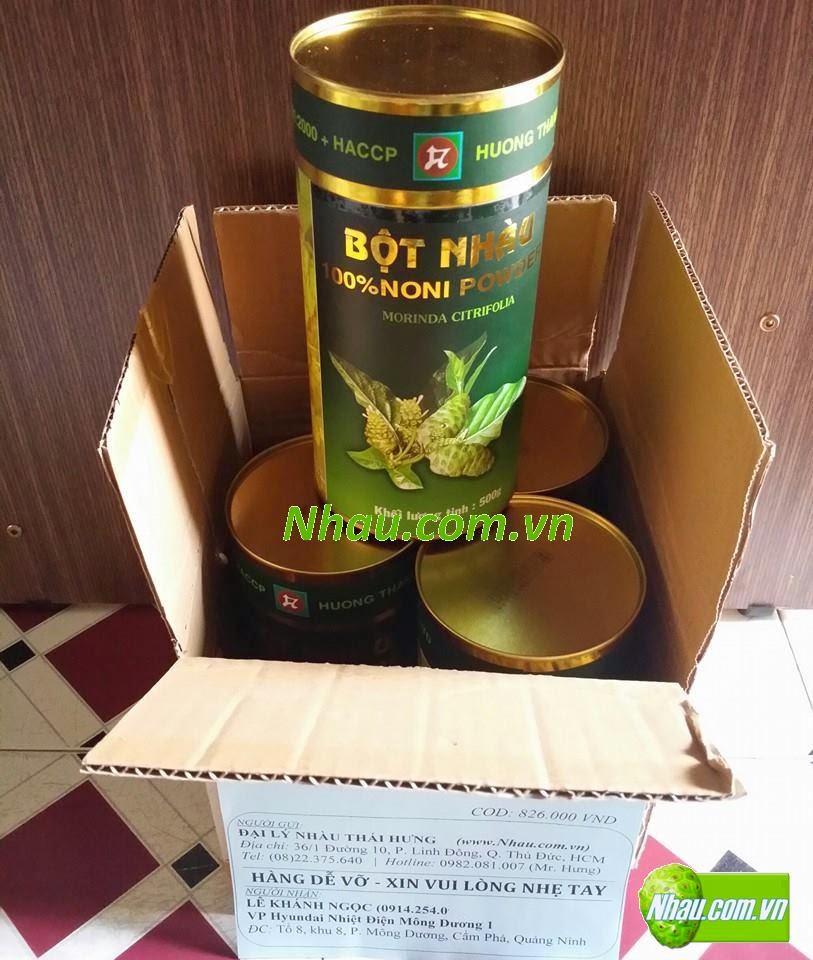 2000 + HACCP HUONG THA
BỘT NHÀU
100% NONI POWDER
MORINDA CITRIFOLIA
Khối lượng tịnh : 500g
Nhau.com.vn
HACCP HUONG THA
COD: 826.000 VND
NGƯỜI GỬI:
ĐẠI LÝ NHÀU THÁI HƯNG (www.Nhau.com.vn)
Địa chỉ: 36/1 Đường 10, P. Linh Đông, Q. Thủ Đức, HCM
Tel: (08)22.375.640 | Hotline: 0982.081.007 (Mr. Hưng)
HÀNG DỄ VỠ - XIN VUI LÒNG NHẸ TAY
NGƯỜI NHẬN:
LÊ KHÁNH NGỌC (0914.254.0
VP Hyundai Nhiệt Điện Mông Dương 1
ĐC: Tổ 8, khu 8, P. Mông Dương, Cẩm Phả, Quảng Ninh
Nhau.com.vn